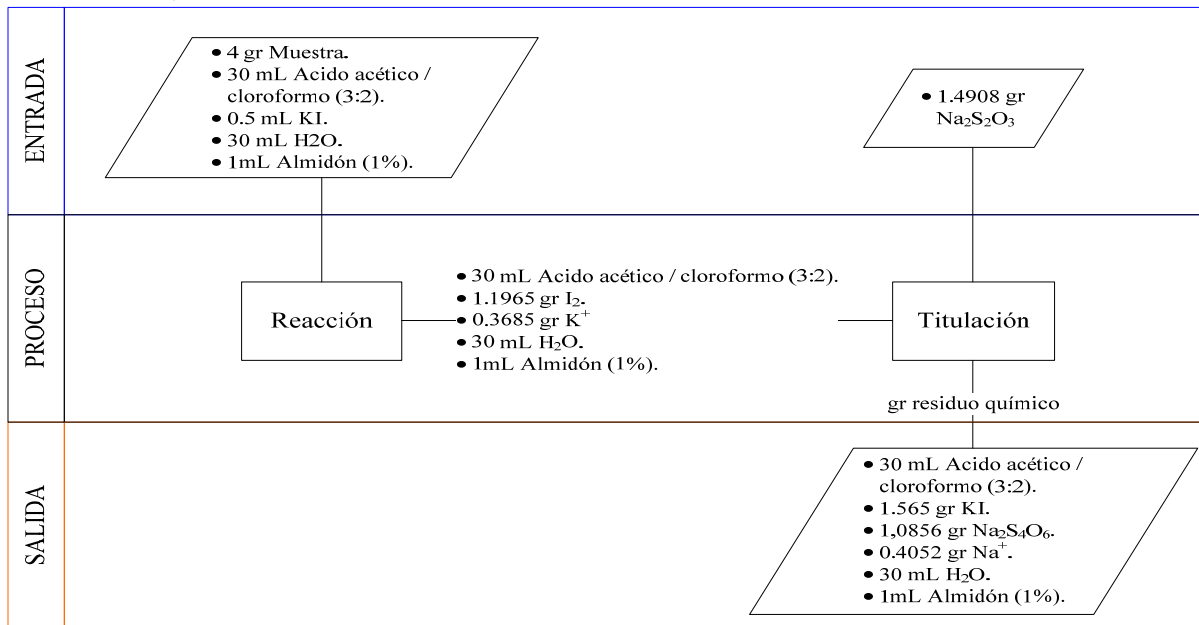 ENTRADA
• 4 gr Muestra.
• 30 mL Acido acético /
cloroformo (3:2).
• 0.5 mL KI.
• 30 mL H2O.
• 1mL Almidón (1%).
• 1.4908 gr
Na₂S₂O₃
PROCESO
Reacción
• 30 mL Acido acético / cloroformo (3:2).
• 1.1965 gr I₂.
• 0.3685 gr K⁺
• 30 mL H₂O.
• 1mL Almidón (1%).
Titulación
gr residuo químico
SALIDA
• 30 mL Acido acético /
cloroformo (3:2).
• 1.565 gr KI.
• 1,0856 gr Na₂S₄O₆.
• 0.4052 gr Na⁺.
• 30 mL H₂O.
• 1mL Almidón (1%).